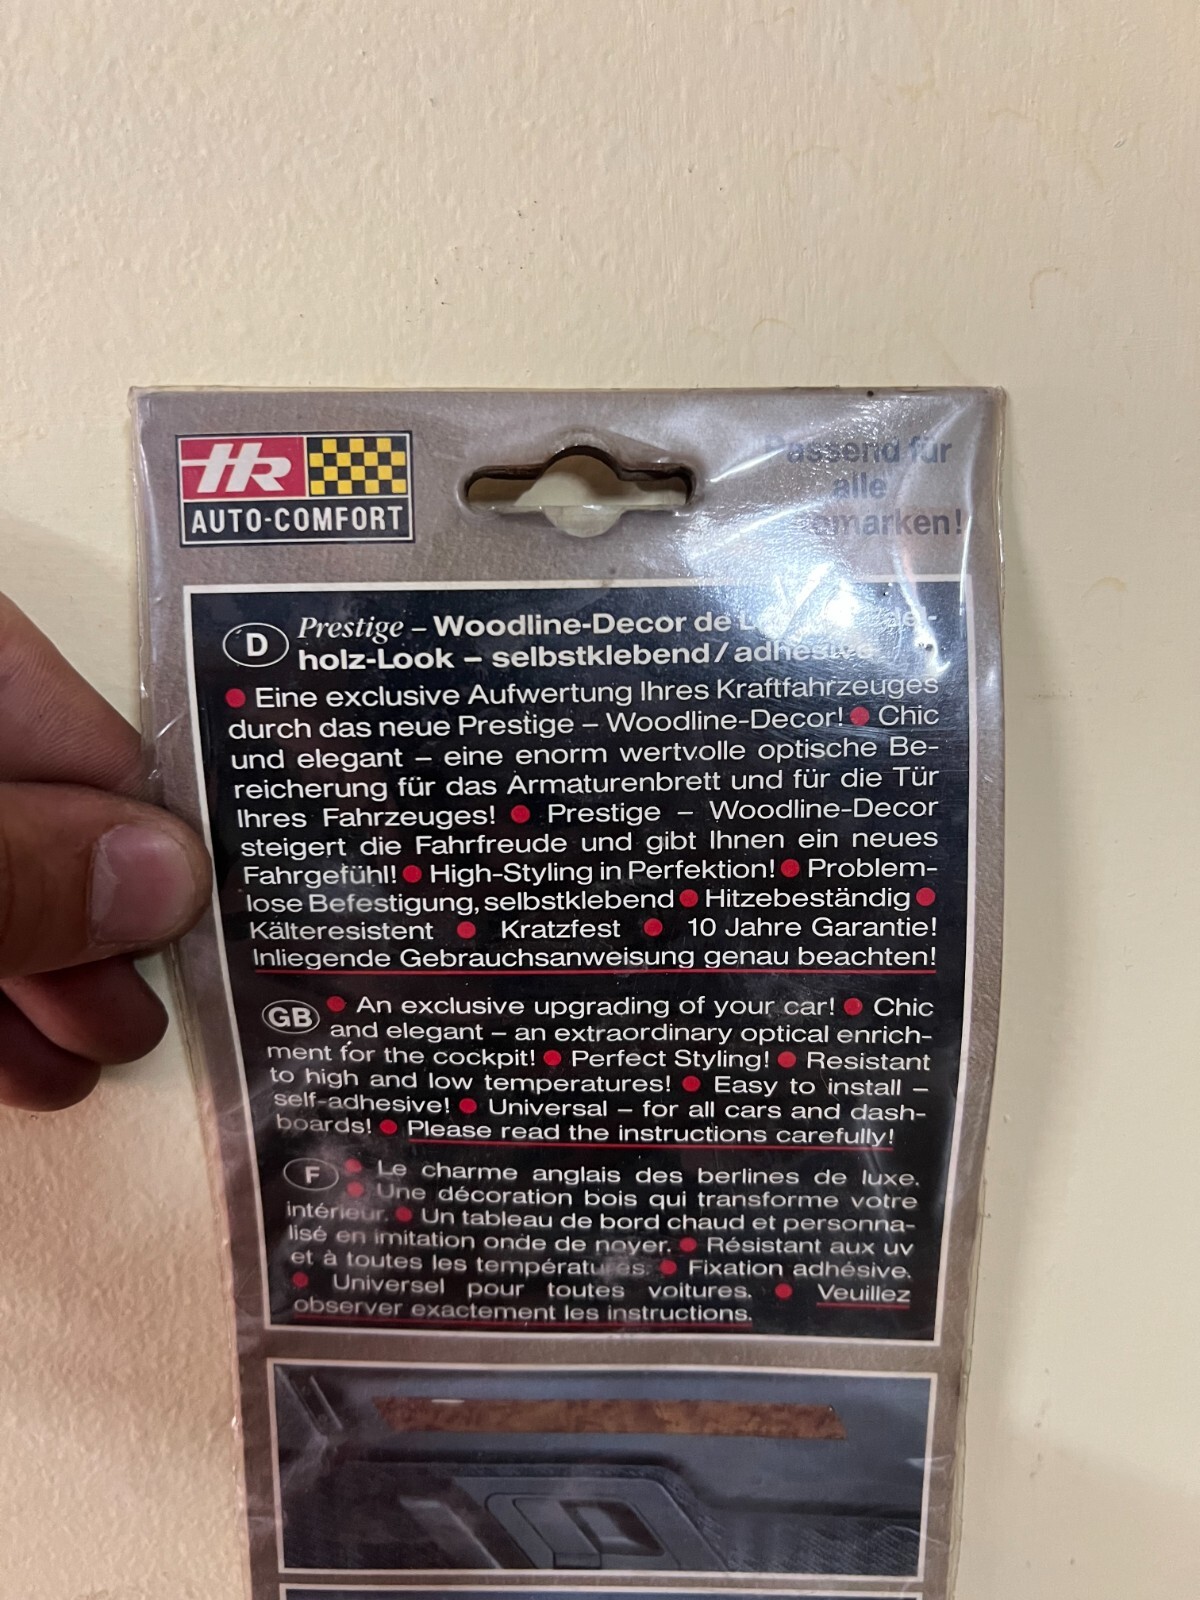 HR
AUTO-COMFORT
Passend für
alle
marken!
D
Prestige – Woodline-Decor de
holz-Look – selbstklebend / adhesive
● Eine exclusive Aufwertung Ihres Kraftfahrzeuges
durch das neue Prestige – Woodline-Decor! ● Chic
und elegant – eine enorm wertvolle optische Be-
reicherung für das Armaturenbrett und für die Tür
Ihres Fahrzeuges! ● Prestige – Woodline-Decor
steigert die Fahrfreude und gibt Ihnen ein neues
Fahrgefühl! ● High-Styling in Perfektion! ● Problem-
lose Befestigung, selbstklebend ● Hitzebeständig ●
Kälteresistent ● Kratzfest ● 10 Jahre Garantie!
Inliegende Gebrauchsanweisung genau beachten!
GB
● An exclusive upgrading of your car! ● Chic
and elegant – an extraordinary optical enrich-
ment for the cockpit! ● Perfect Styling! ● Resistant
to high and low temperatures! ● Easy to install –
self-adhesive! ● Universal – for all cars and dash-
boards! ● Please read the instructions carefully!
F
● Le charme anglais des berlines de luxe.
● Une décoration bois qui transforme votre
intérieur. ● Un tableau de bord chaud et personna-
lisé en imitation onde de noyer. ● Résistant aux uv
et à toutes les températures. ● Fixation adhésive.
● Universel pour toutes voitures. ● Veuillez
observer exactement les instructions.